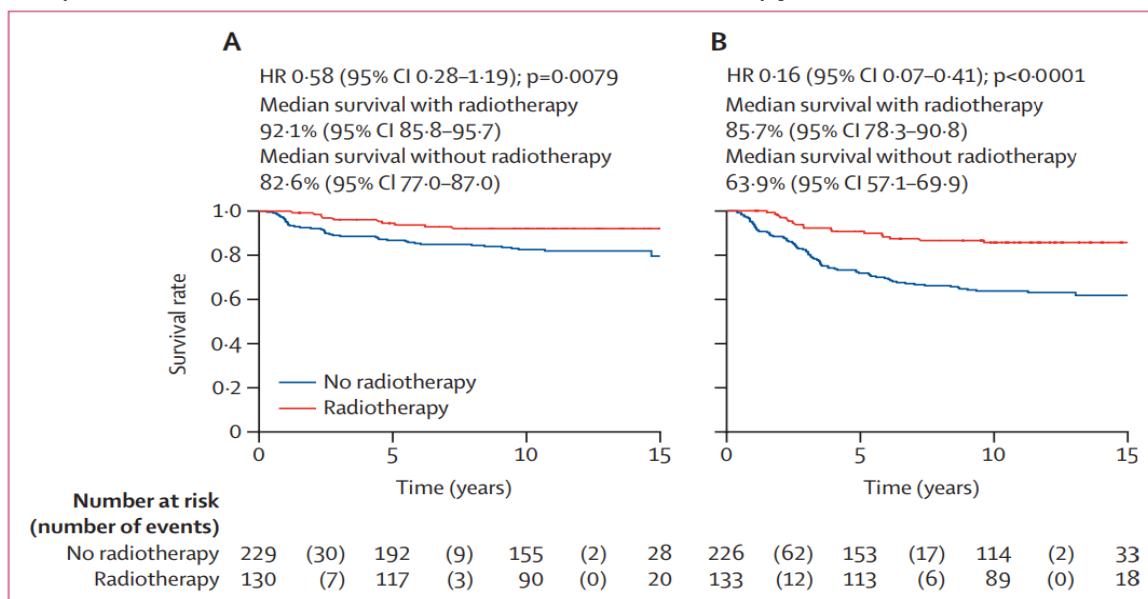 A
HR 0·58 (95% CI 0·28–1·19); p=0·0079
Median survival with radiotherapy
92·1% (95% CI 85·8–95·7)
Median survival without radiotherapy
82·6% (95% CI 77·0–87·0)
B
HR 0·16 (95% CI 0·07–0·41); p<0·0001
Median survival with radiotherapy
85·7% (95% CI 78·3–90·8)
Median survival without radiotherapy
63·9% (95% CI 57·1–69·9)
Survival rate
1·0
0·8
0·6
0·4
0·2
0
No radiotherapy
Radiotherapy
0 5 10 15
Time (years)
0 5 10 15
Time (years)
Number at risk
(number of events)
No radiotherapy 229 (30) 192 (9) 155 (2) 28 226 (62) 153 (17) 114 (2) 33
Radiotherapy 130 (7) 117 (3) 90 (0) 20 133 (12) 113 (6) 89 (0) 18